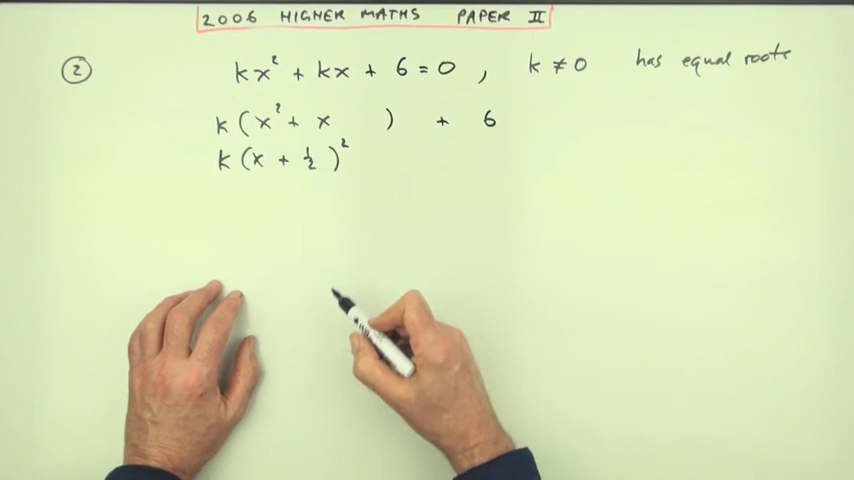 2006 HIGHER MATHS PAPER II
② kx² + kx + 6 = 0 , k ≠ 0 has equal roots
k(x² + x ) + 6
k(x + ½)²